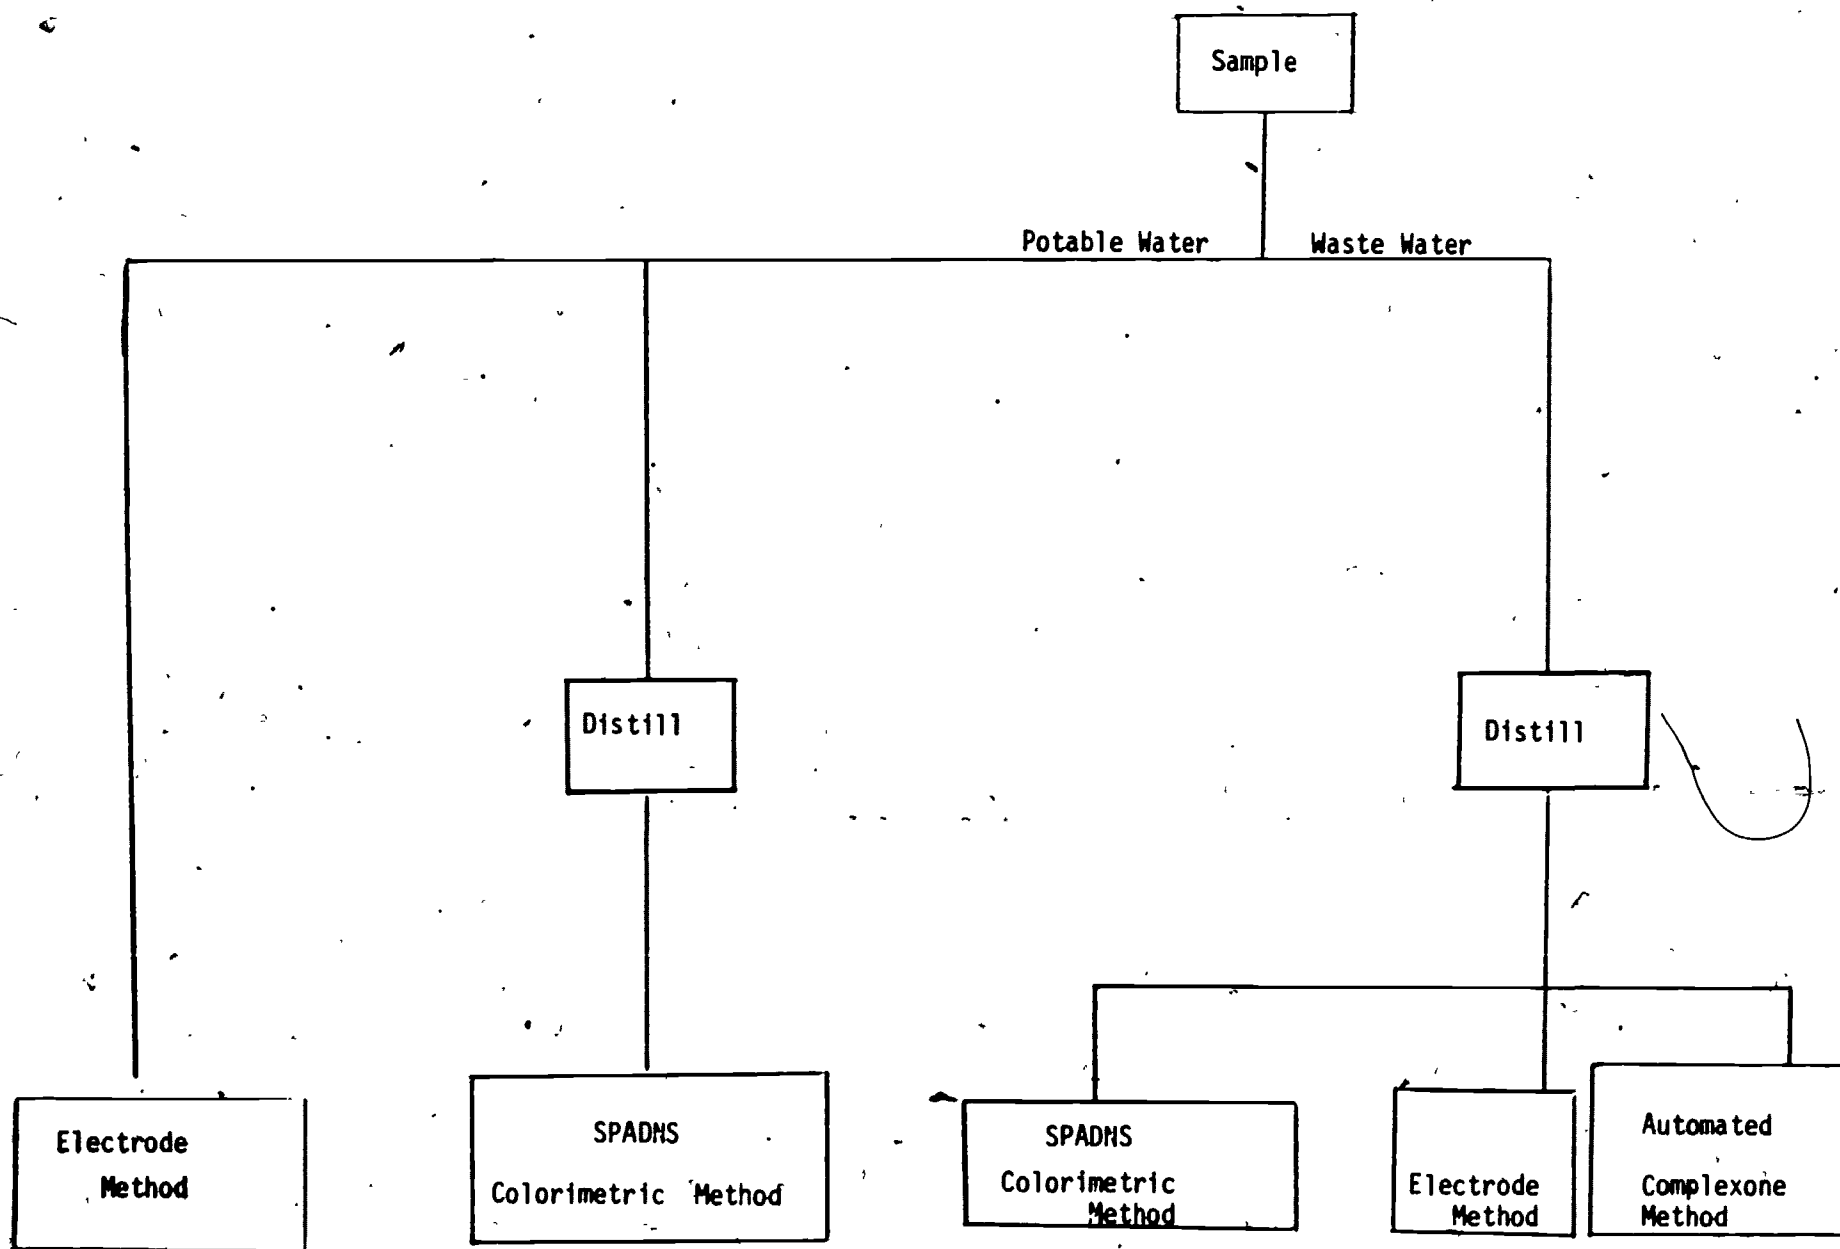 Sample
Potable Water
Waste Water
Distill
Distill
Electrode
Method
SPADNS
Colorimetric Method
SPADNS
Colorimetric
Method
Electrode
Method
Automated
Complexone
Method